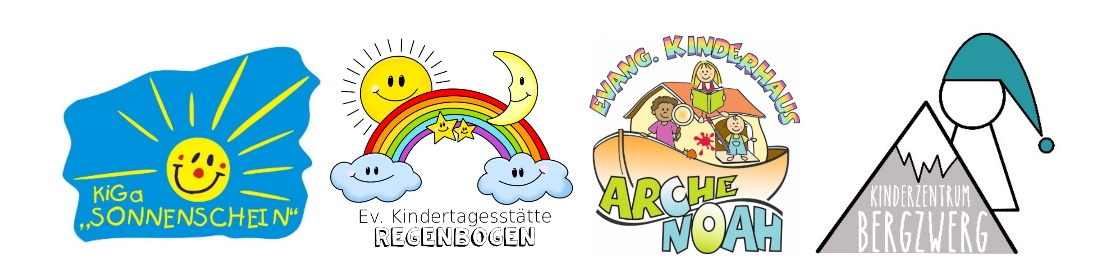 KiGa
„SONNENSCHEIN“
Ev. Kindertagesstätte
REGENBOGEN
EVANG. KINDERHAUS
ARCHE
NOAH
KINDERZENTRUM
BERGZWERG